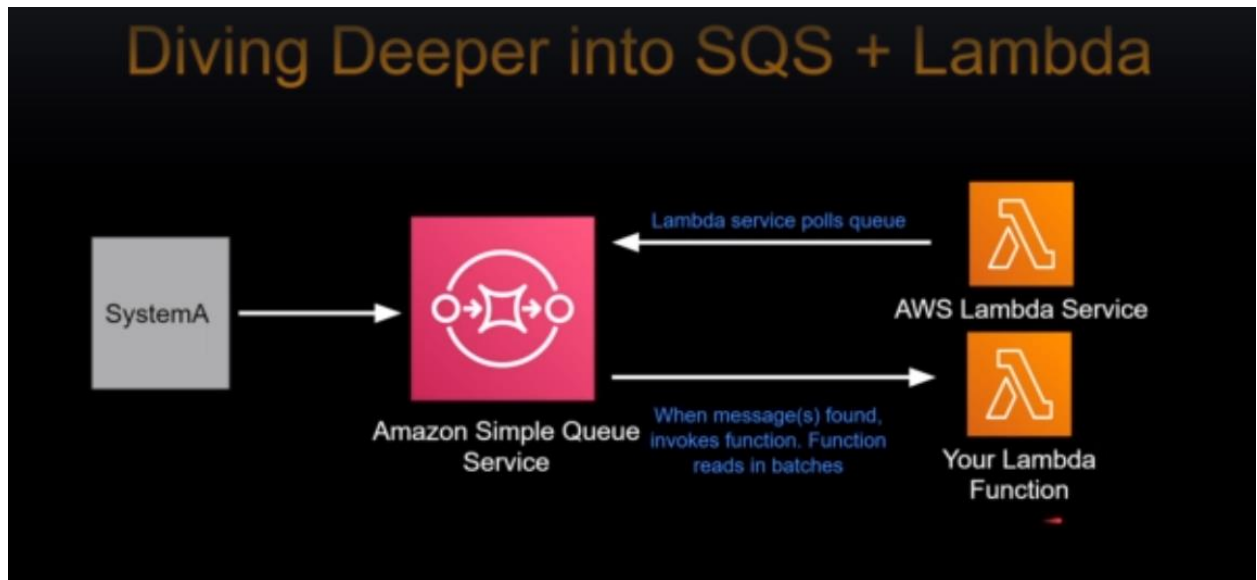 Diving Deeper into SQS + Lambda
SystemA
Amazon Simple Queue
Service
Lambda service polls queue
When message(s) found,
invokes function. Function
reads in batches
AWS Lambda Service
Your Lambda
Function